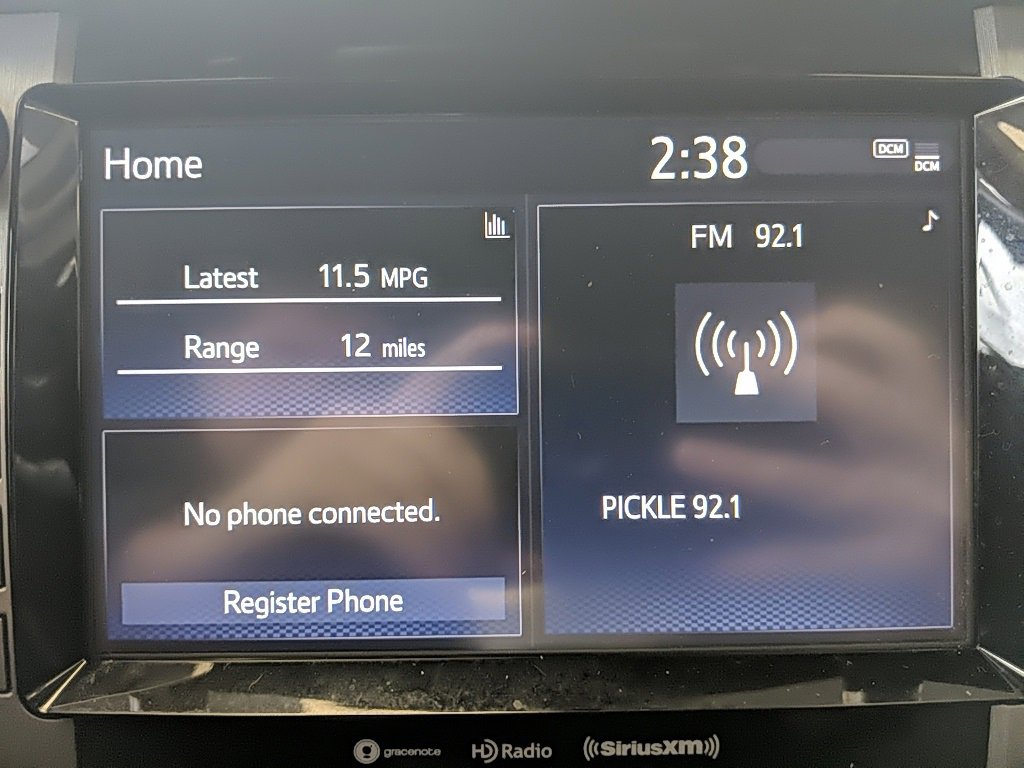 Home
2:38
DCM
DCM
Latest 11.5 MPG
Range 12 miles
No phone connected.
Register Phone
FM 92.1
PICKLE 92.1
gracenote
HD Radio
SiriusXM